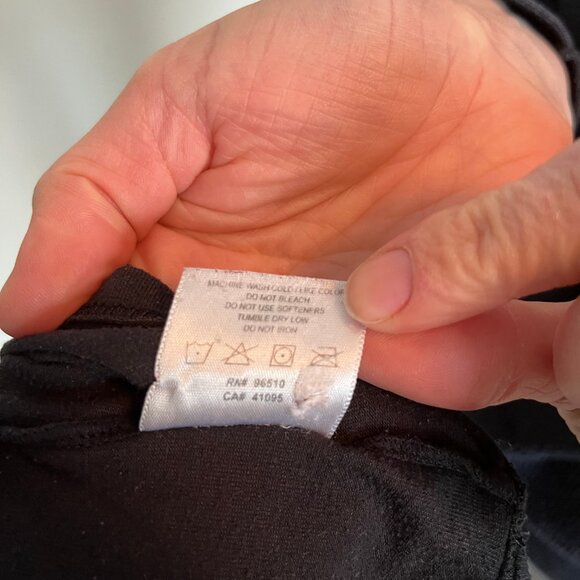 MACHINE WASH COLD / LIKE COLOR
DO NOT BLEACH
DO NOT USE SOFTENERS
TUMBLE DRY LOW
DO NOT IRON
RN# 96510
CA# 41095